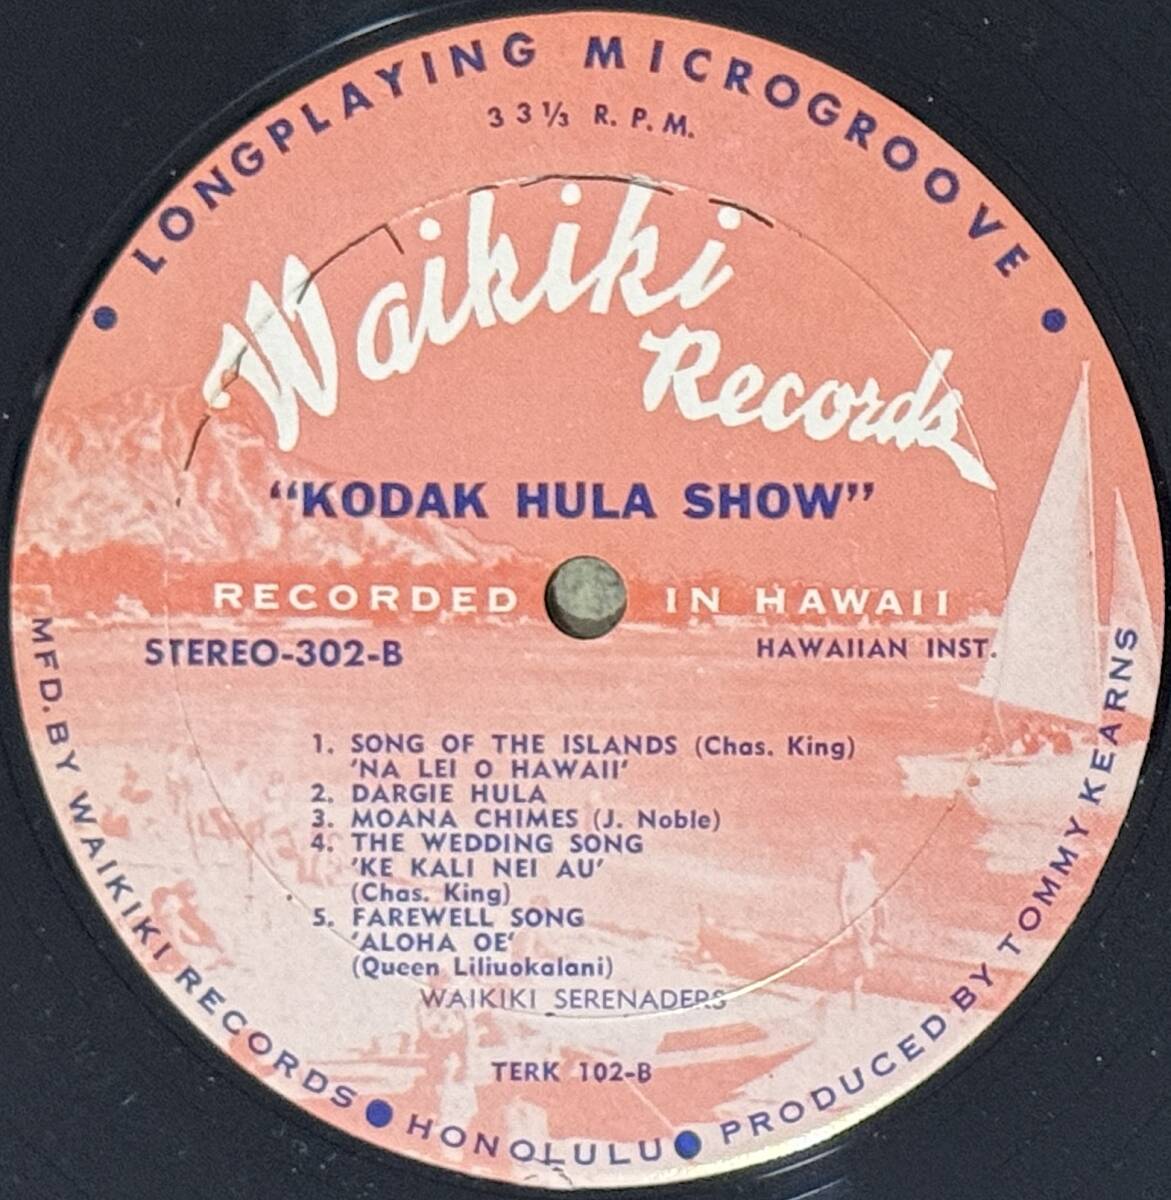 LONGPLAYING MICROGROOVE
33⅓ R.P.M.
Waikiki
Records
“KODAK HULA SHOW”
RECORDED IN HAWAII
STEREO-302-B
HAWAIIAN INST.
1. SONG OF THE ISLANDS (Chas. King)
'NA LEI O HAWAII'
2. DARGIE HULA
3. MOANA CHIMES (J. Noble)
4. THE WEDDING SONG
'KE KALI NEI AU'
(Chas. King)
5. FAREWELL SONG
'ALOHA OE'
(Queen Liliuokalani)
WAIKIKI SERENADERS
TERK 102-B
MFD. BY WAIKIKI RECORDS ● HONOLULU ● PRODUCED BY TOMMY KEARNS